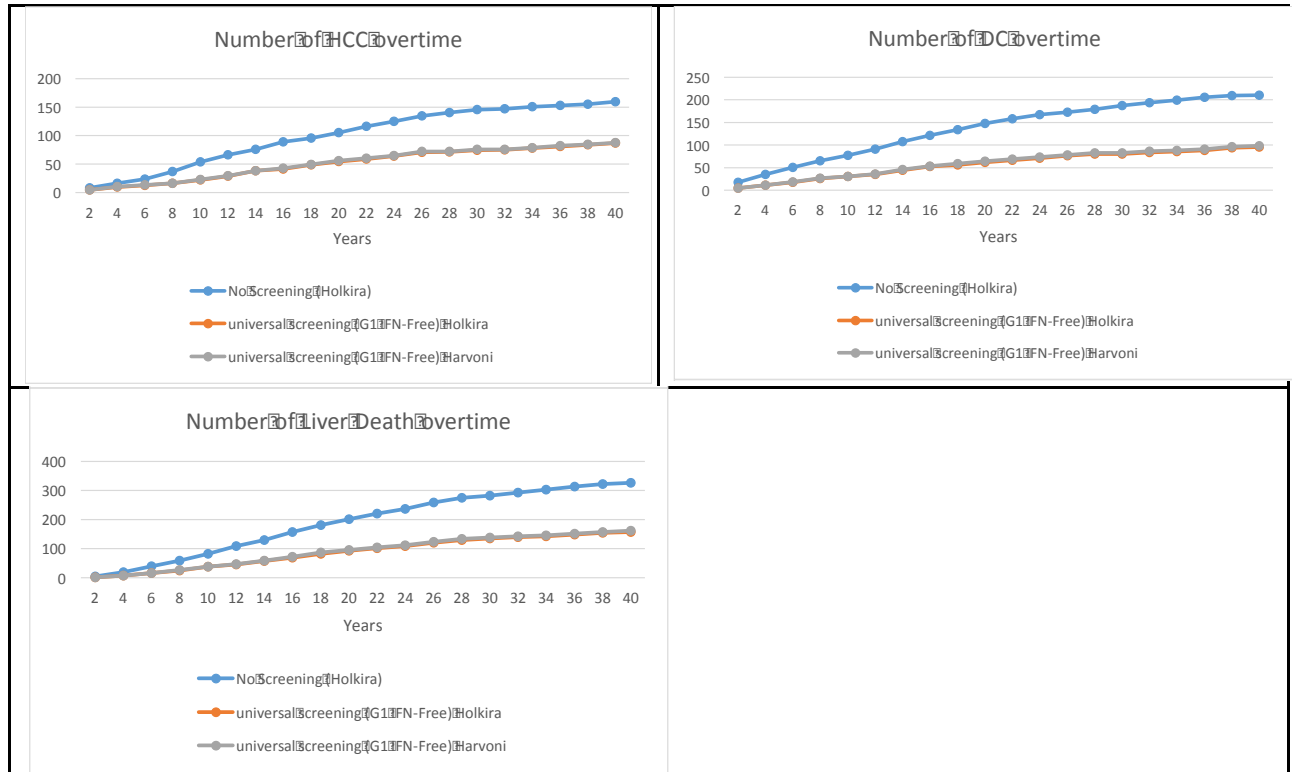 Number⍰of⍰HCC⍰overtime
200
150
100
50
0
2 4 6 8 10 12 14 16 18 20 22 24 26 28 30 32 34 36 38 40
Years
No⍰Screening⍰(Holkira)
universal⍰screening⍰(G1⍰IFN-Free)⍰Holkira
universal⍰screening⍰(G1⍰IFN-Free)⍰Harvoni
Number⍰of⍰DC⍰overtime
250
200
150
100
50
0
2 4 6 8 10 12 14 16 18 20 22 24 26 28 30 32 34 36 38 40
Years
No⍰Screening⍰(Holkira)
universal⍰screening⍰(G1⍰IFN-Free)⍰Holkira
universal⍰screening⍰(G1⍰IFN-Free)⍰Harvoni
Number⍰of⍰Liver⍰Death⍰overtime
400
300
200
100
0
2 4 6 8 10 12 14 16 18 20 22 24 26 28 30 32 34 36 38 40
Years
No⍰Screening⍰(Holkira)
universal⍰screening⍰(G1⍰IFN-Free)⍰Holkira
universal⍰screening⍰(G1⍰IFN-Free)⍰Harvoni